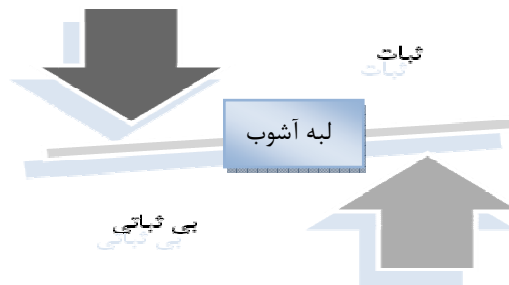 ثبات
لبه آشوب
بی ثباتی